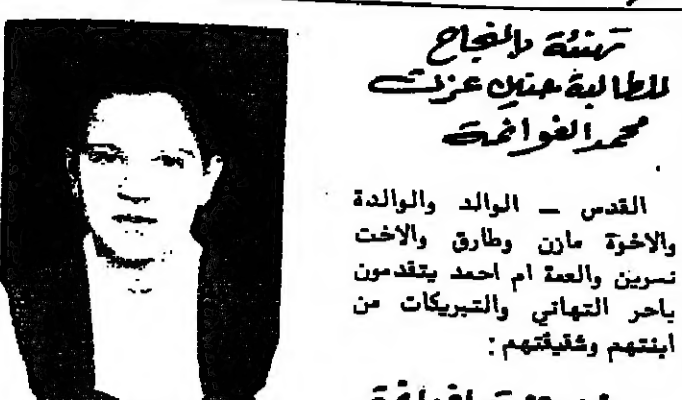 تهنئة بالنجاح
للطالبة حنين عزت
محمد الغوانمة
القدس — الوالد والوالدة
والاخوة مازن وطارق والاخت
نسرين والعمة ام احمد يتقدمون
باحر التهاني والتبريكات من
ابنتهم وشقيقتهم :